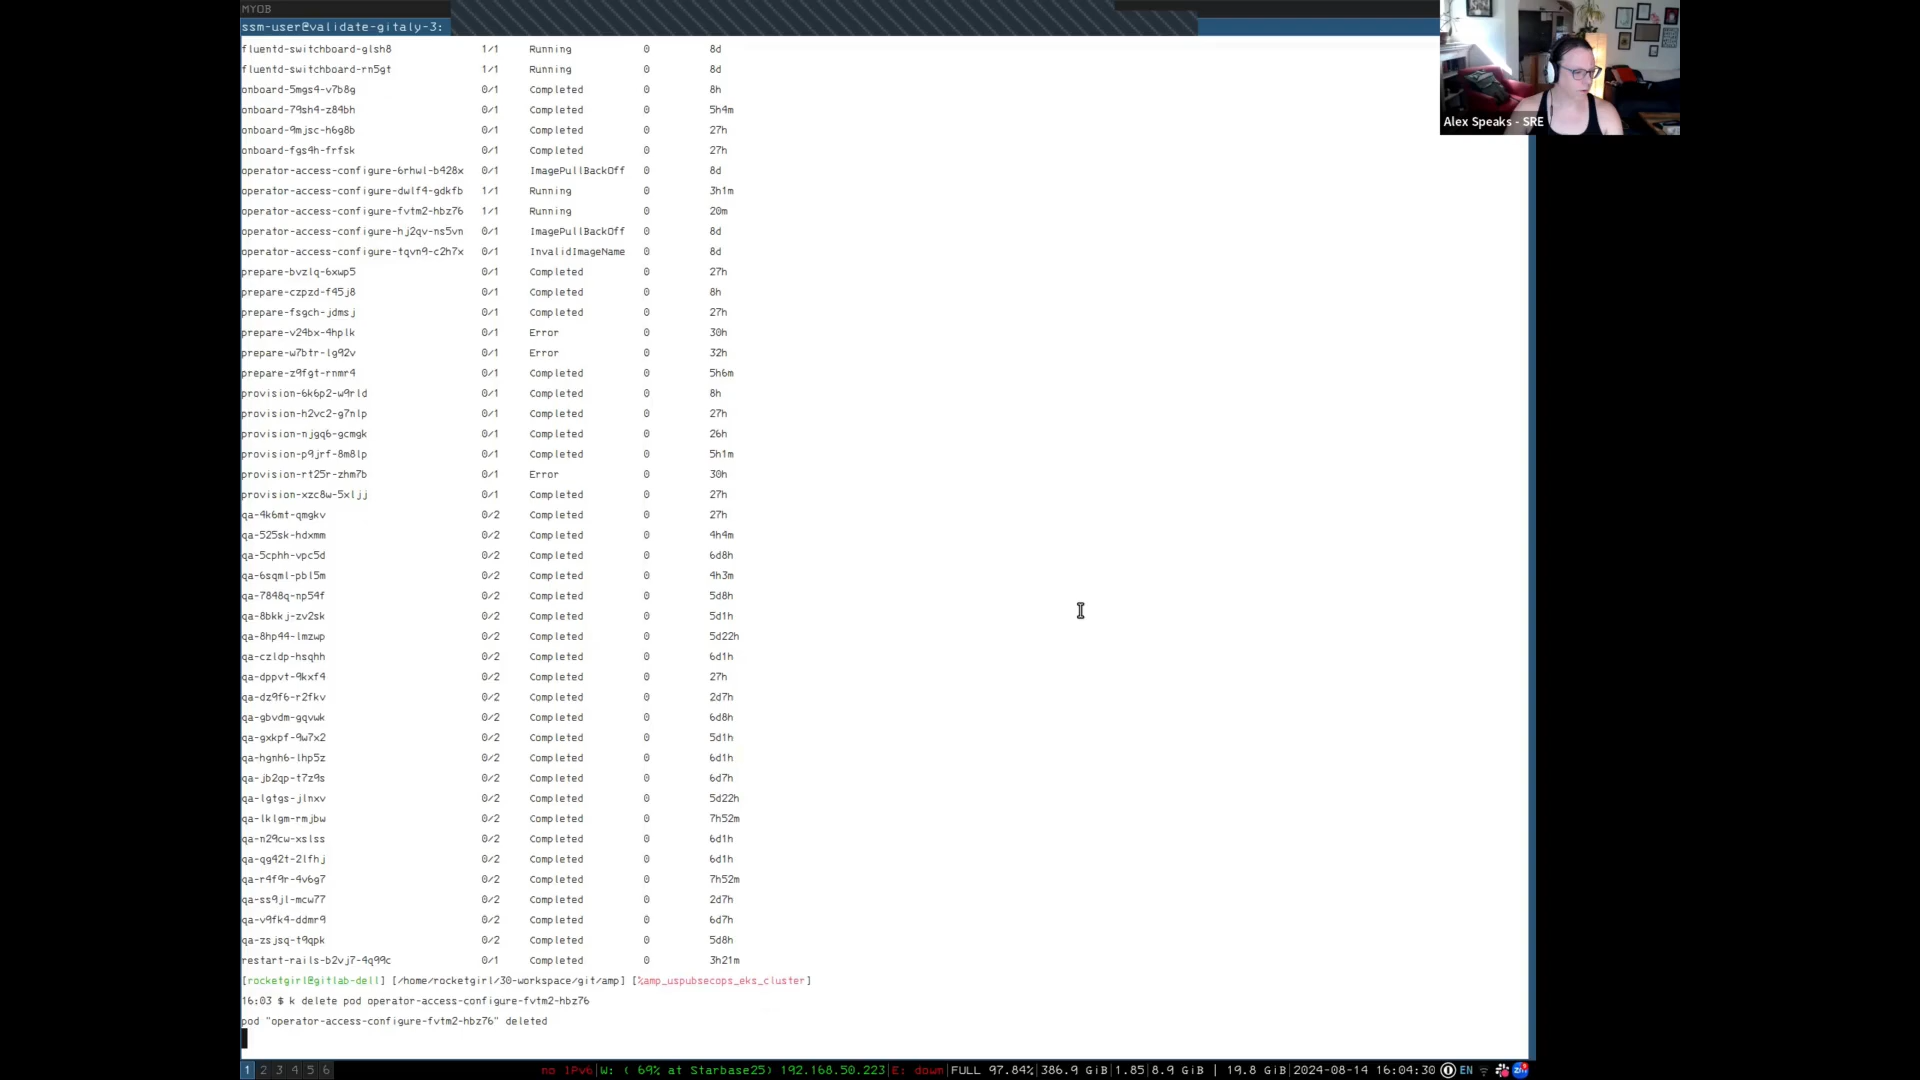 MYOB
ssm-user@validate-gitaly-3:
fluentd-switchboard-glsh8 1/1 Running 0 8d
fluentd-switchboard-rn5gt 1/1 Running 0 8d
onboard-5mgs4-v7b8g 0/1 Completed 0 8h
onboard-79sh4-z84bh 0/1 Completed 0 5h4m
onboard-9mjsc-h6g8b 0/1 Completed 0 27h
onboard-fgs4h-frfsk 0/1 Completed 0 27h
operator-access-configure-6rhwl-b428x 0/1 ImagePullBackOff 0 8d
operator-access-configure-dwlf4-gdkfb 1/1 Running 0 3h1m
operator-access-configure-fvtm2-hbz76 1/1 Running 0 20m
operator-access-configure-hj2qv-ns5vn 0/1 ImagePullBackOff 0 8d
operator-access-configure-tqvn9-c2h7x 0/1 InvalidImageName 0 8d
prepare-bvzlq-6xwp5 0/1 Completed 0 27h
prepare-czpzd-f45j8 0/1 Completed 0 8h
prepare-fsgch-jdmsj 0/1 Completed 0 27h
prepare-v24bx-4hplk 0/1 Error 0 30h
prepare-w7btr-lg92v 0/1 Error 0 32h
prepare-z9fgt-rnmr4 0/1 Completed 0 5h6m
provision-6k6p2-w9rld 0/1 Completed 0 8h
provision-h2vc2-g7nlp 0/1 Completed 0 27h
provision-njgq6-gcmgk 0/1 Completed 0 26h
provision-p9jrf-8m8lp 0/1 Completed 0 5h1m
provision-rt25r-zhm7b 0/1 Error 0 30h
provision-xzc8w-5xljj 0/1 Completed 0 27h
qa-4k6mt-qmgkv 0/2 Completed 0 27h
qa-525sk-hdxmm 0/2 Completed 0 4h4m
qa-5cphh-vpc5d 0/2 Completed 0 6d8h
qa-6sqml-pbl5m 0/2 Completed 0 4h3m
qa-7848q-np54f 0/2 Completed 0 5d8h
qa-8bkkj-zv2sk 0/2 Completed 0 5d1h
qa-8hp44-lmzwp 0/2 Completed 0 5d22h
qa-czldp-hsqhh 0/2 Completed 0 6d1h
qa-dppvt-9kxf4 0/2 Completed 0 27h
qa-dz9f6-r2fkv 0/2 Completed 0 2d7h
qa-gbvdm-gqvwk 0/2 Completed 0 6d8h
qa-gxkpf-9w7x2 0/2 Completed 0 5d1h
qa-hgnh6-lhp5z 0/2 Completed 0 6d1h
qa-jb2qp-t7z9s 0/2 Completed 0 6d7h
qa-lgtgs-jlnxv 0/2 Completed 0 5d22h
qa-lklgm-rmjbw 0/2 Completed 0 7h52m
qa-n29cw-xslss 0/2 Completed 0 6d1h
qa-qg42t-2lfhj 0/2 Completed 0 6d1h
qa-r4f9r-4v6g7 0/2 Completed 0 7h52m
qa-ss9jl-mcw77 0/2 Completed 0 2d7h
qa-v9fk4-ddmr9 0/2 Completed 0 6d7h
qa-zsjsq-t9qpk 0/2 Completed 0 5d8h
restart-rails-b2vj7-4q99c 0/1 Completed 0 3h21m
[rocketgirl@gitlab-dell] [/home/rocketgirl/30-workspace/git/amp] [%amp_uspubsecops_eks_cluster]
16:03 $ k delete pod operator-access-configure-fvtm2-hbz76
pod "operator-access-configure-fvtm2-hbz76" deleted
Alex Speaks - SRE
1 2 3 4 5 6 no IPv6|W: ( 69% at Starbase25) 192.168.50.223|E: down|FULL 97.84%|386.9 GiB|1.85|8.9 GiB | 19.8 GiB|2024-08-14 16:04:30 EN